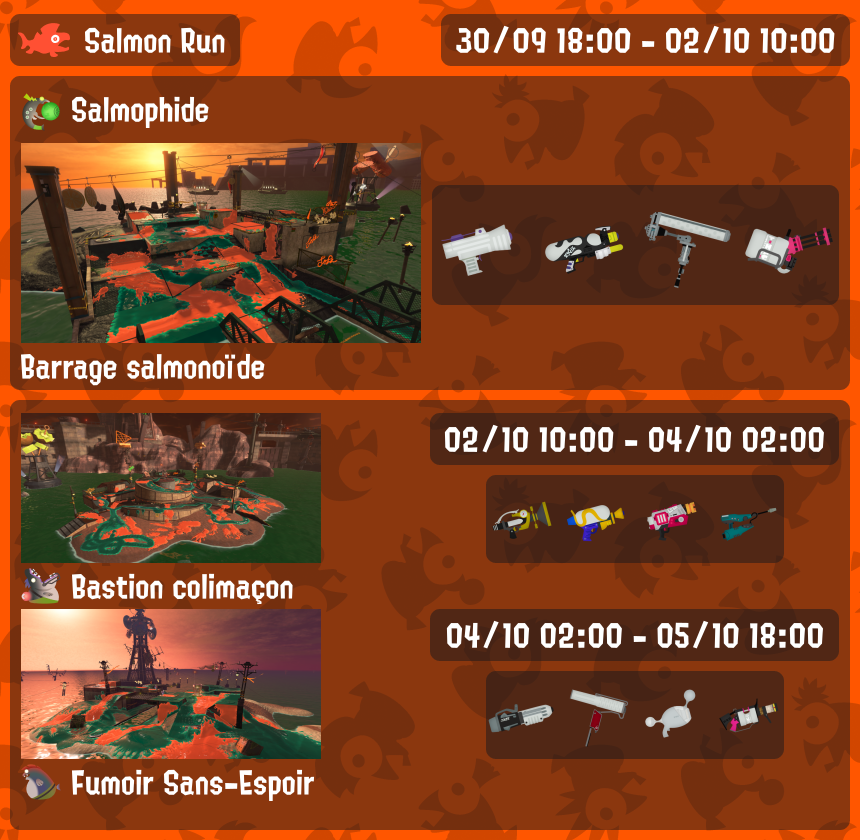 Salmon Run
30/09 18:00 - 02/10 10:00
Salmophide
Barrage salmonoïde
02/10 10:00 - 04/10 02:00
Bastion colimaçon
04/10 02:00 - 05/10 18:00
Fumoir Sans-Espoir